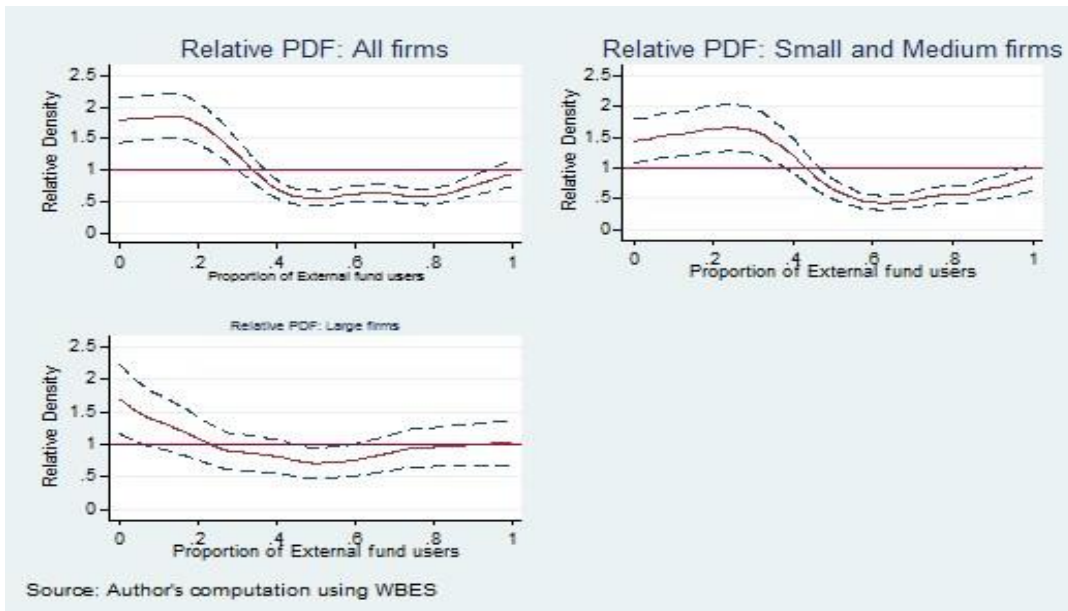 Relative PDF: All firms
Relative Density
2.5
2
1.5
1
.5
0
0 .2 .4 .6 .8 1
Proportion of External fund users
Relative PDF: Small and Medium firms
Relative Density
2.5
2
1.5
1
.5
0
0 .2 .4 .6 .8 1
Proportion of External fund users
Relative PDF: Large firms
Relative Density
2.5
2
1.5
1
.5
0
0 .2 .4 .6 .8 1
Proportion of External fund users
Source: Author's computation using WBES